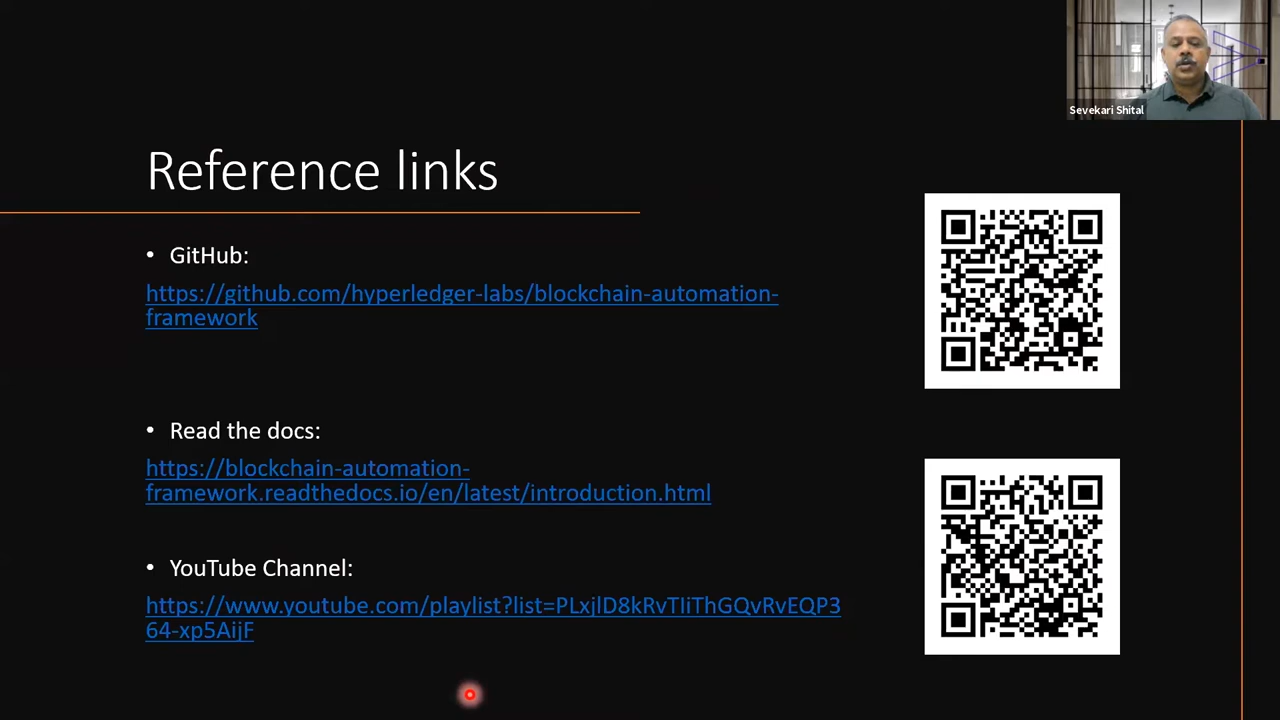 Sevekari Shital
Reference links
• GitHub:
https://github.com/hyperledger-labs/blockchain-automation-
framework
• Read the docs:
https://blockchain-automation-
framework.readthedocs.io/en/latest/introduction.html
• YouTube Channel:
https://www.youtube.com/playlist?list=PLxjlD8kRvTIiThGQvRvEQP3
64-xp5AijF